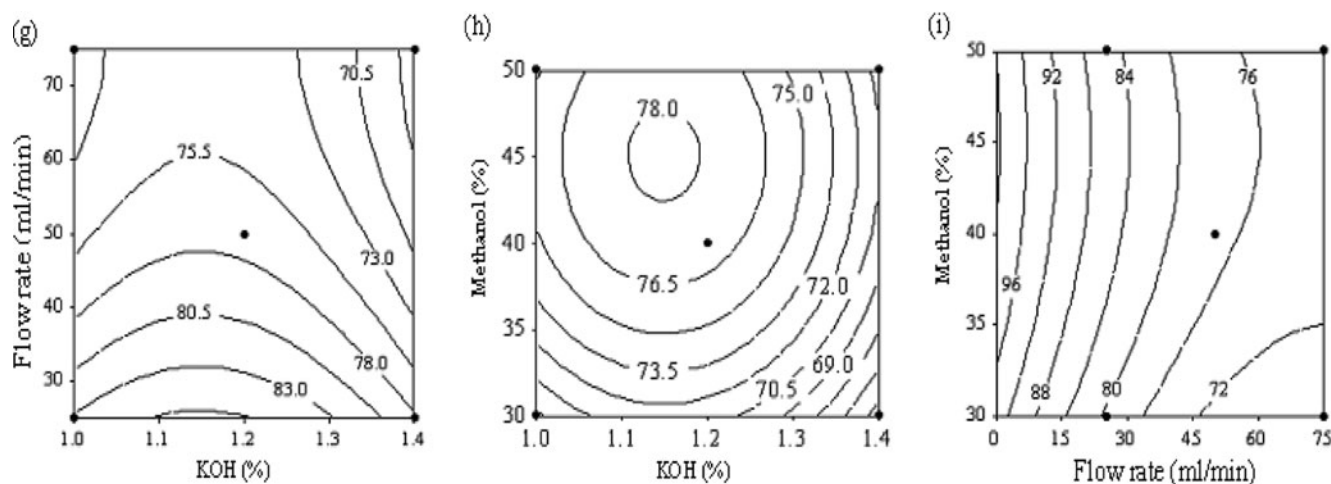 (g)
Flow rate (ml/min)
70
60
50
40
30
70.5
75.5
73.0
80.5
78.0
83.0
1.0 1.1 1.2 1.3 1.4
KOH (%)
(h)
Methanol (%)
50
45
40
35
30
78.0
75.0
76.5
72.0
73.5
69.0
70.5
1.0 1.1 1.2 1.3 1.4
KOH (%)
(i)
Methanol (%)
50
45
40
35
30
92 84 76
96
88 80 72
0 15 30 45 60 75
Flow rate (ml/min)